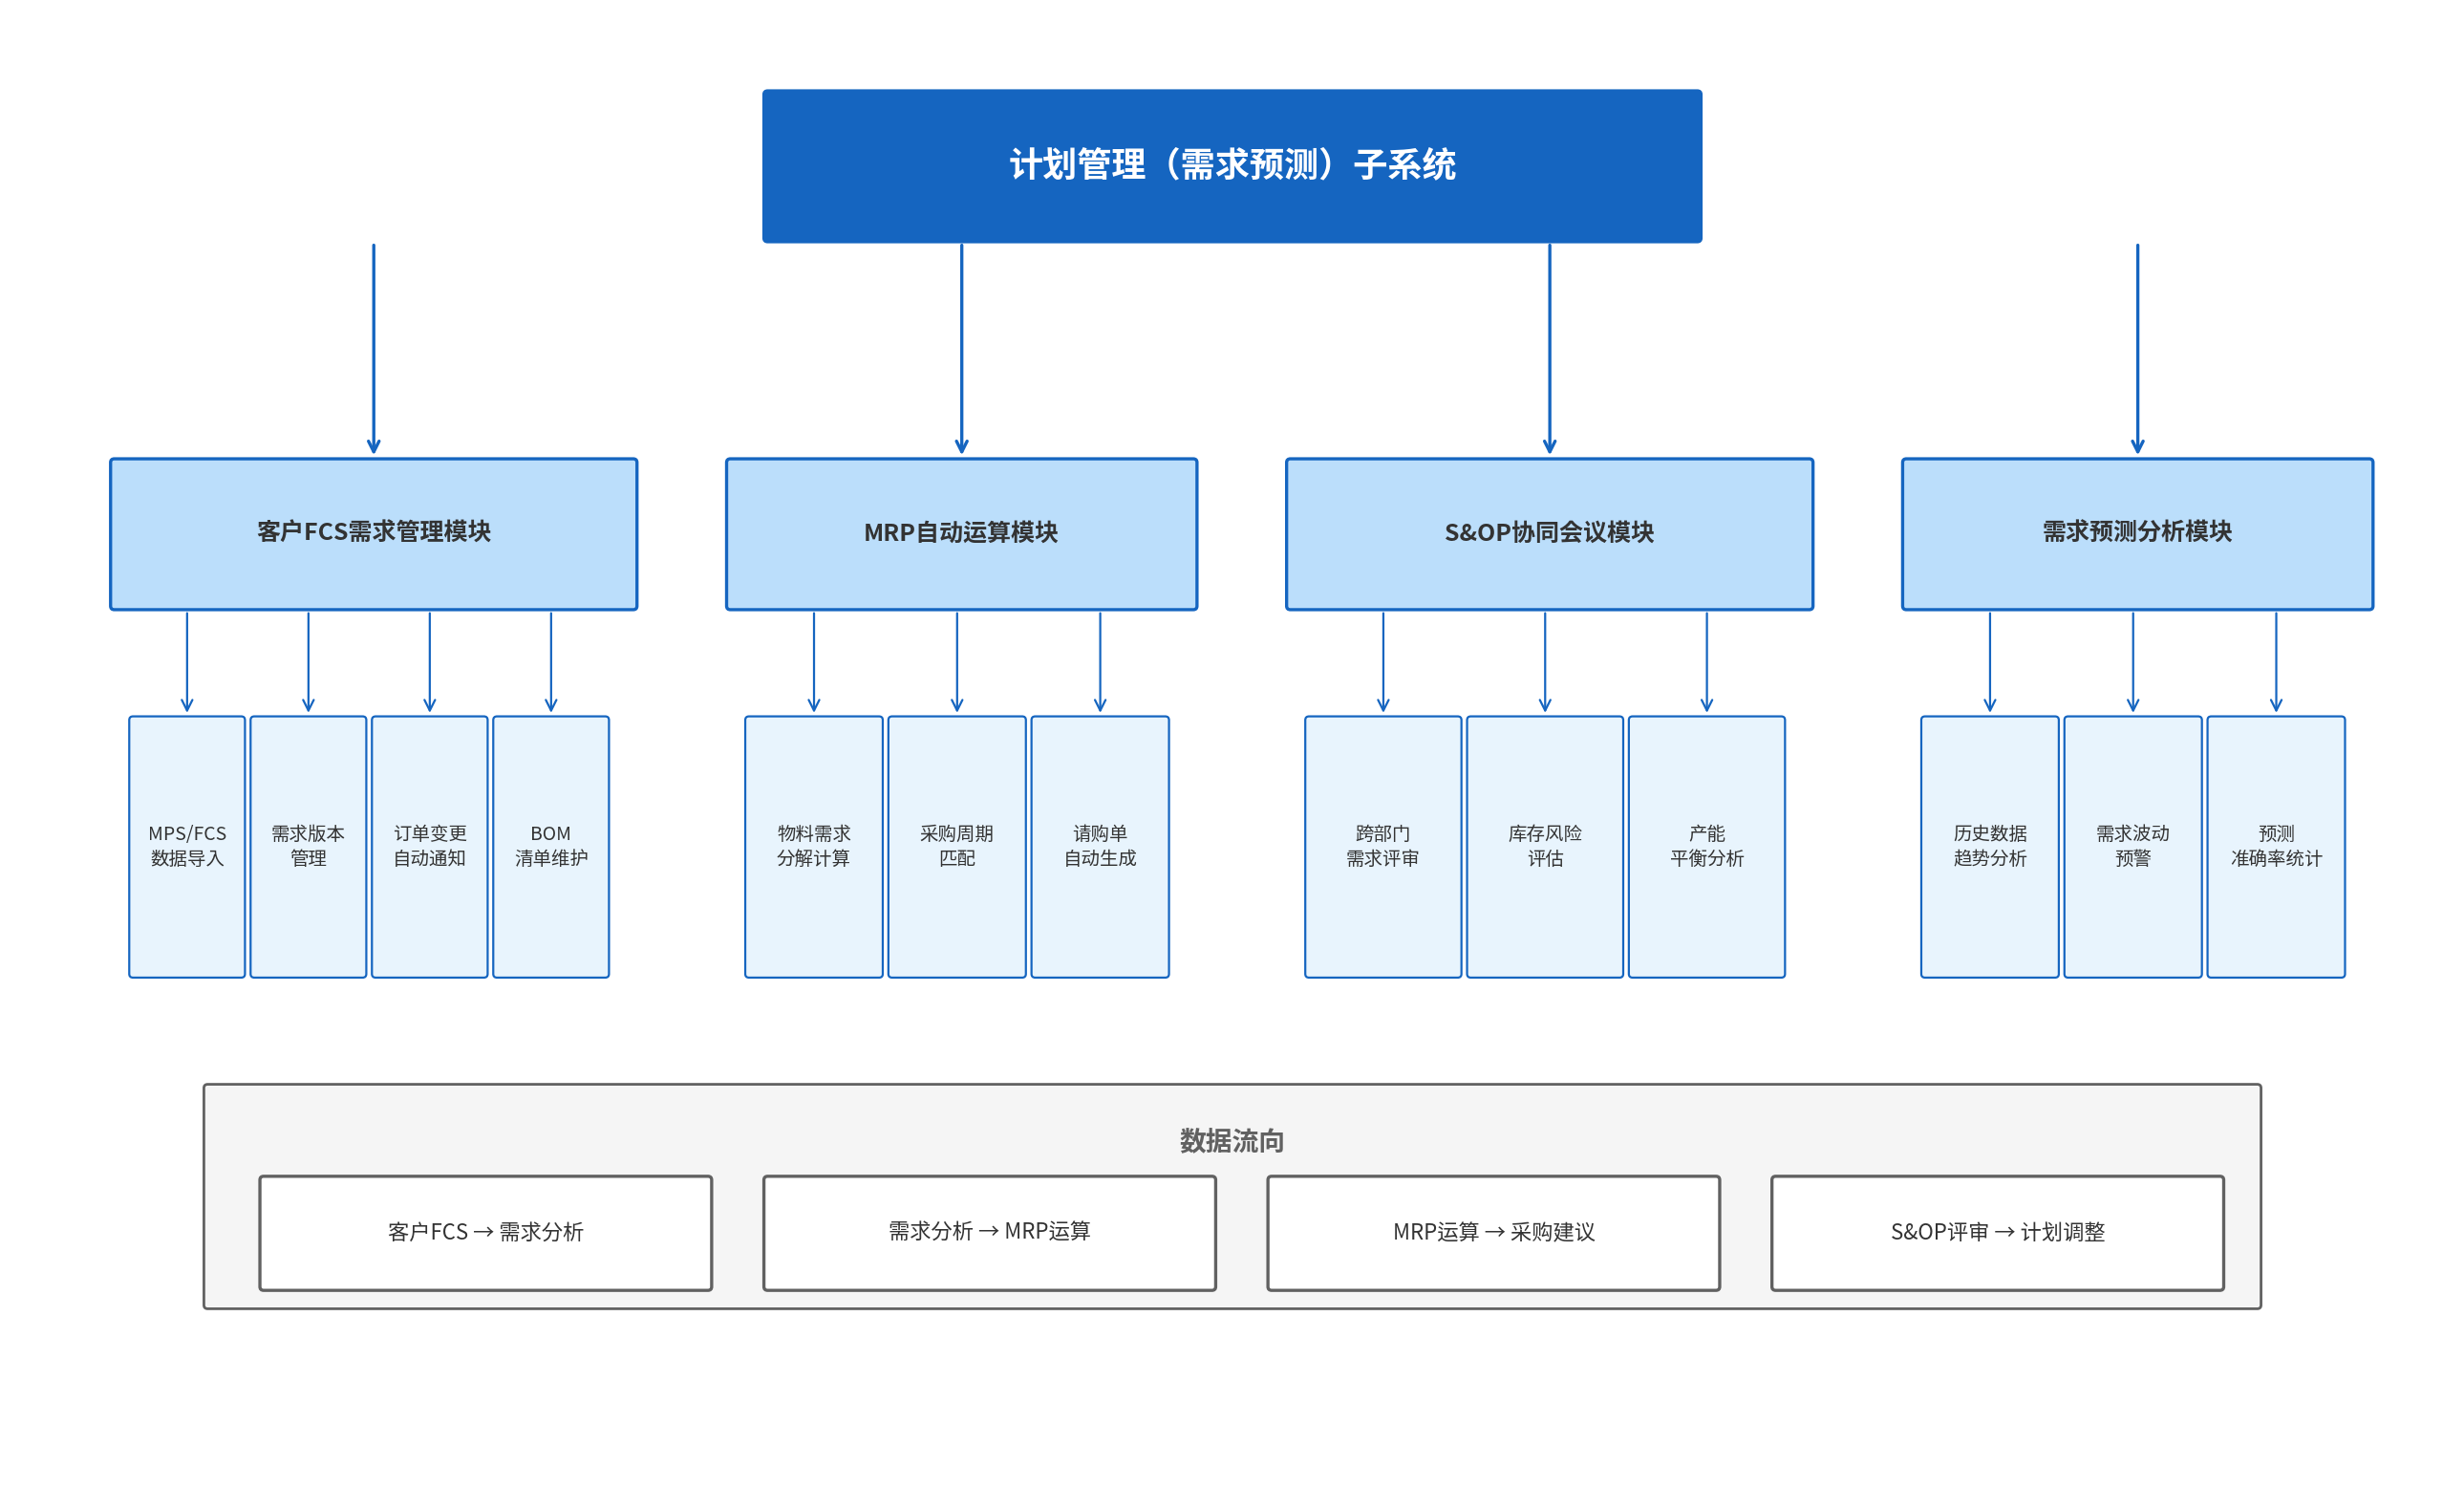 计划管理（需求预测）子系统
客户FCS需求管理模块
MRP自动运算模块
S&OP协同会议模块
需求预测分析模块
MPS/FCS
数据导入
需求版本
管理
订单变更
自动通知
BOM
清单维护
物料需求
分解计算
采购周期
匹配
请购单
自动生成
跨部门
需求评审
库存风险
评估
产能
平衡分析
历史数据
趋势分析
需求波动
预警
预测
准确率统计
数据流向
客户FCS → 需求分析
需求分析 → MRP运算
MRP运算 → 采购建议
S&OP评审 → 计划调整